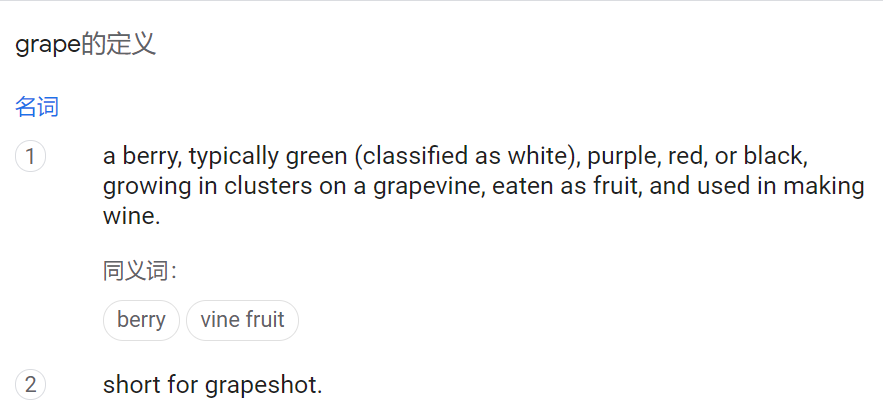 grape的定义
名词
1
a berry, typically green (classified as white), purple, red, or black,
growing in clusters on a grapevine, eaten as fruit, and used in making
wine.
同义词：
berry vine fruit
2
short for grapeshot.